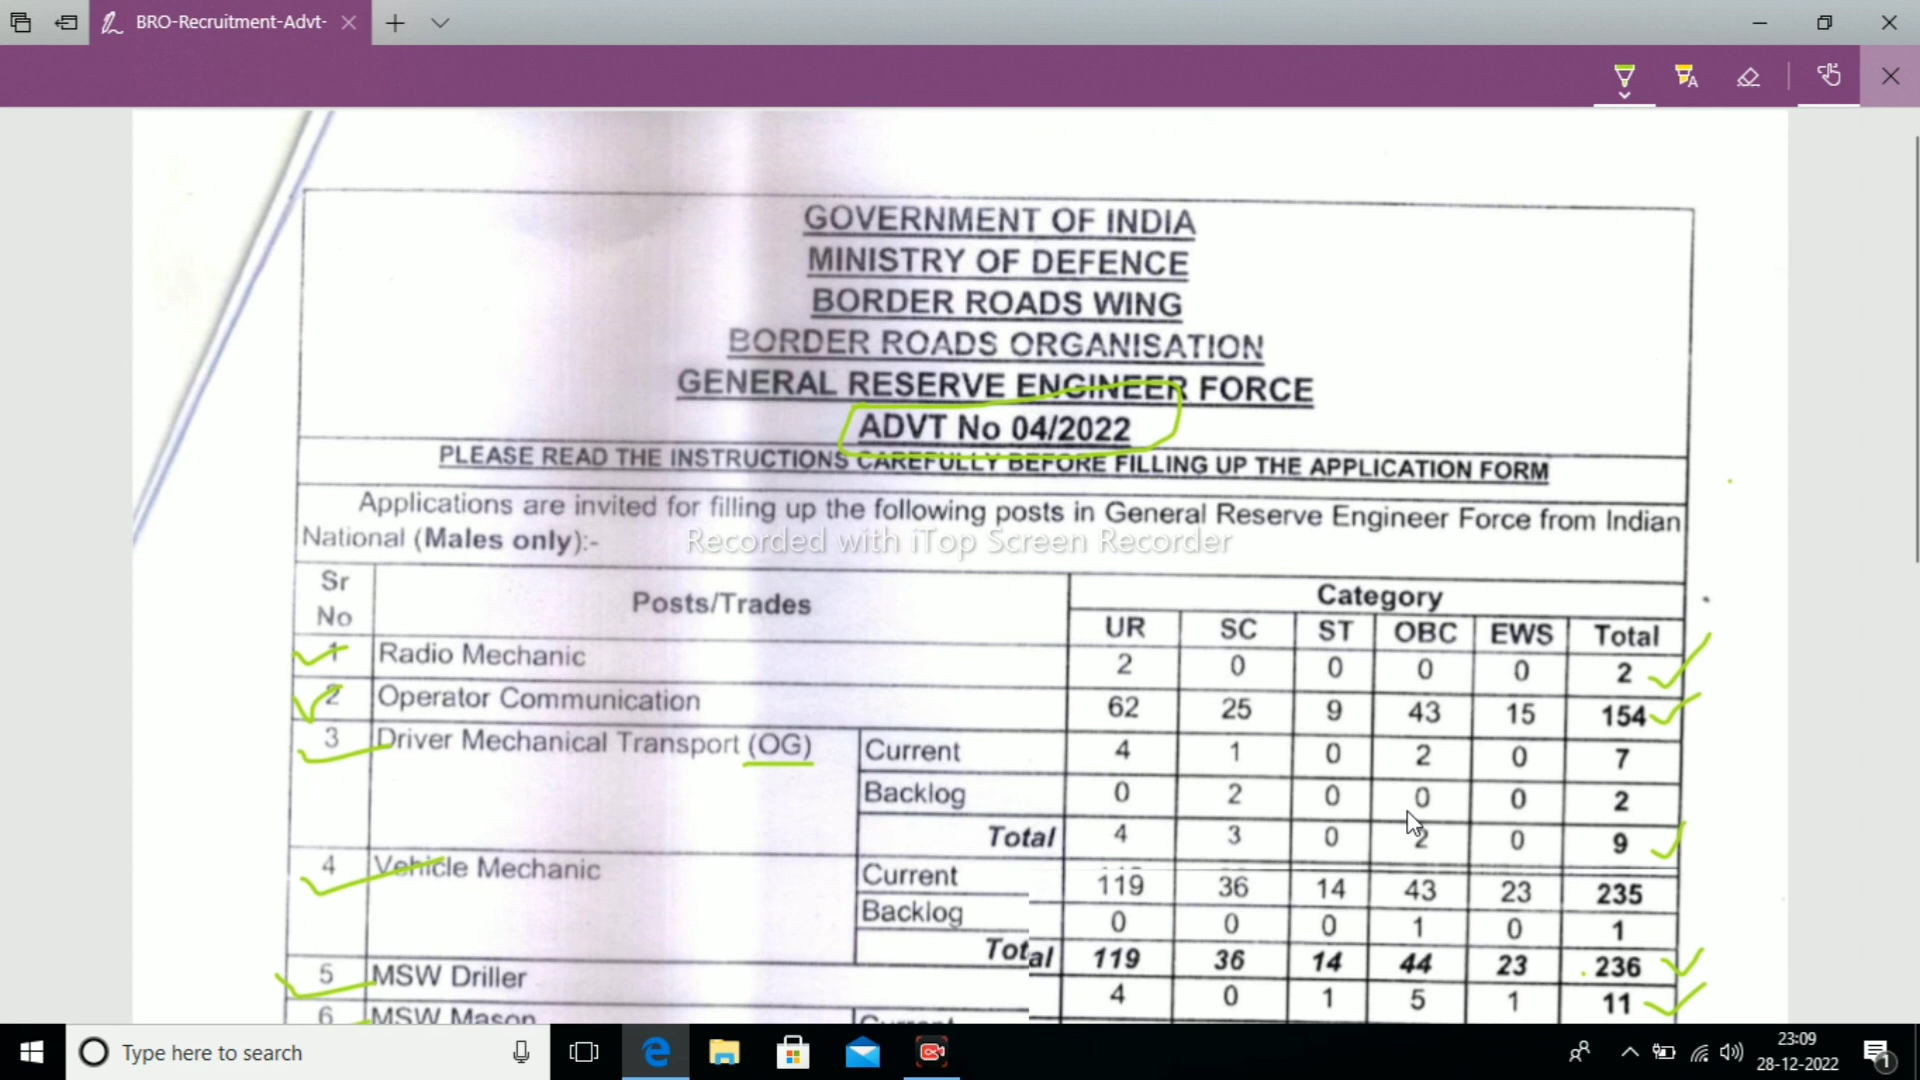 BRO-Recruitment-Advt-
GOVERNMENT OF INDIA
MINISTRY OF DEFENCE
BORDER ROADS WING
BORDER ROADS ORGANISATION
GENERAL RESERVE ENGINEER FORCE
ADVT No 04/2022
PLEASE READ THE INSTRUCTIONS CAREFULLY BEFORE FILLING UP THE APPLICATION FORM
Applications are invited for filling up the following posts in General Reserve Engineer Force from Indian
National (Males only):-
Recorded with iTop Screen Recorder
Sr No Posts/Trades Category
UR SC ST OBC EWS Total
1 Radio Mechanic 2 0 0 0 0 2
2 Operator Communication 62 25 9 43 15 154
3 Driver Mechanical Transport (OG) Current 4 1 0 2 0 7
Backlog 0 2 0 0 0 2
Total 4 3 0 2 0 9
4 Vehicle Mechanic Current 119 36 14 43 23 235
Backlog 0 0 0 1 0 1
Total 119 36 14 44 23 236
5 MSW Driller 4 0 1 5 1 11
6 MSW Mason Current
Type here to search
23:09
28-12-2022
1